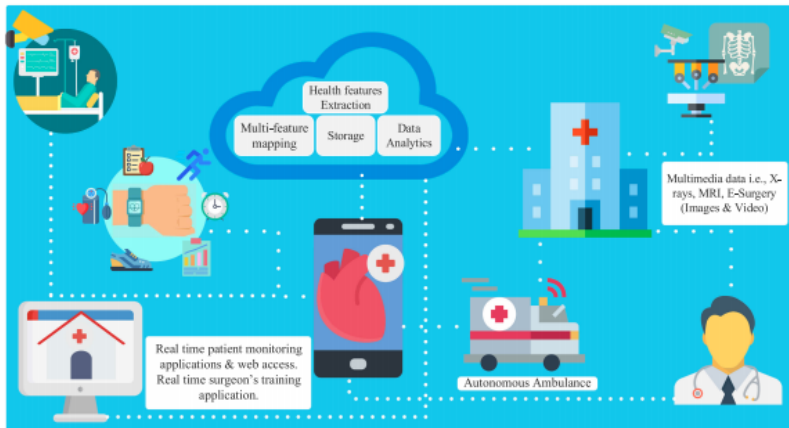 Health features
Extraction
Multi-feature
mapping
Storage
Data
Analytics
Multimedia data i.e., X-
rays, MRI, E-Surgery
(Images & Video)
Real time patient monitoring
applications & web access.
Real time surgeon's training
application.
Autonomous Ambulance